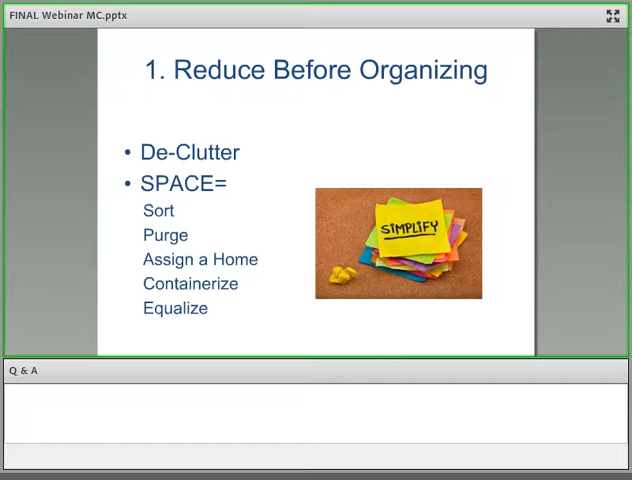 FINAL Webinar MC.pptx
1. Reduce Before Organizing
• De-Clutter
• SPACE=
Sort
Purge
Assign a Home
Containerize
Equalize
SIMPLIFY
Q & A